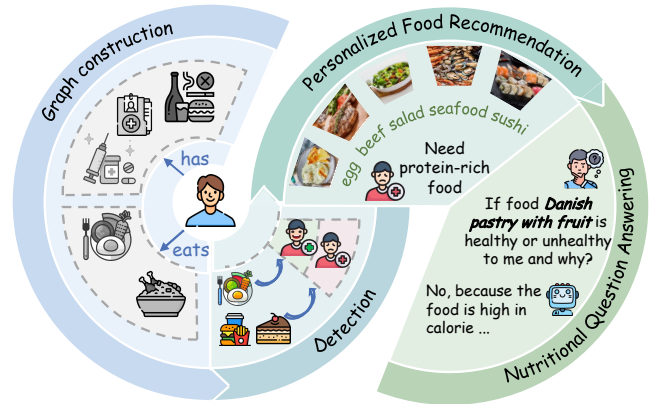 Graph construction
has
eats
Detection
Personalized Food Recommendation
egg beef salad seafood sushi
Need
protein-rich
food
Nutritional Question Answering
If food Danish
pastry with fruit is
healthy or unhealthy
to me and why?
No, because the
food is high in
calorie ...